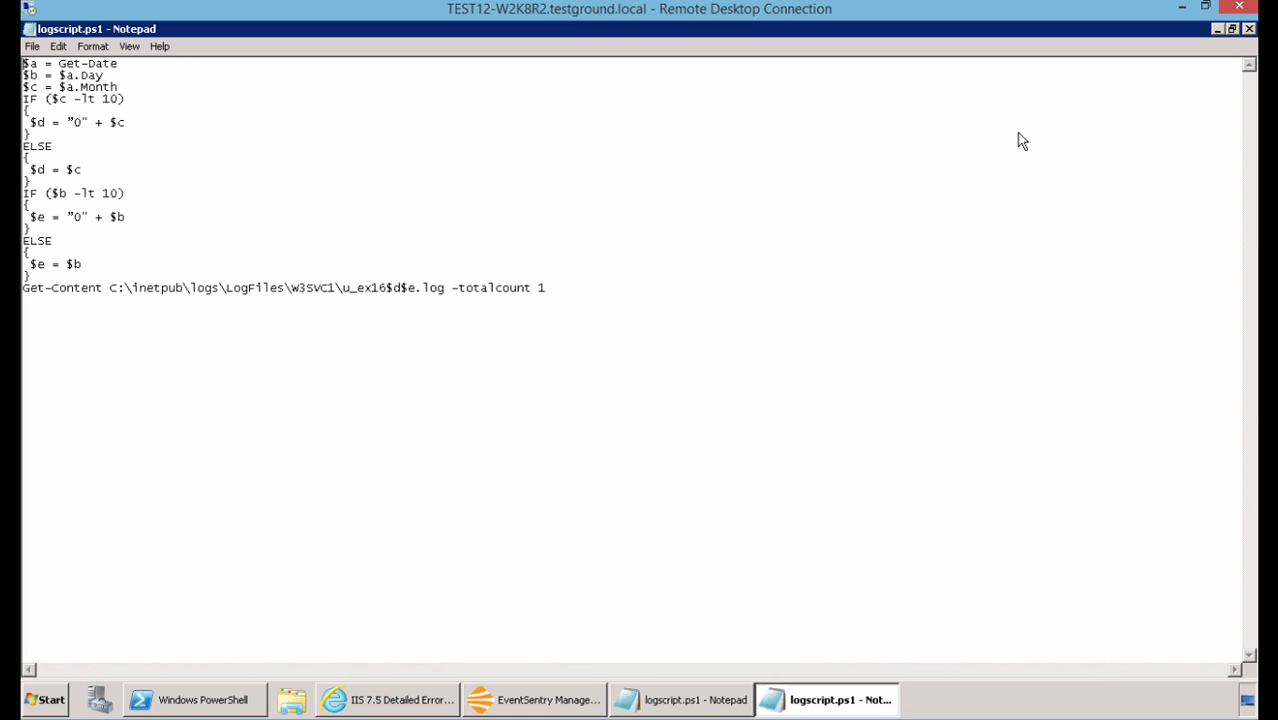 TEST12-W2K8R2.testground.local - Remote Desktop Connection
logscript.ps1 - Notepad
File Edit Format View Help
$a = Get-Date
$b = $a.Day
$c = $a.Month
IF ($c -lt 10)
{
$d = "0" + $c
}
ELSE
{
$d = $c
}
IF ($b -lt 10)
{
$e = "0" + $b
}
ELSE
{
$e = $b
}
Get-Content C:\inetpub\logs\LogFiles\W3SVC1\u_ex16$d$e.log -totalcount 1
Start Windows PowerShell IIS 7.5 Detailed Error... EventSentry Manage... logscript.ps1 - Notepad logscript.ps1 - Not...